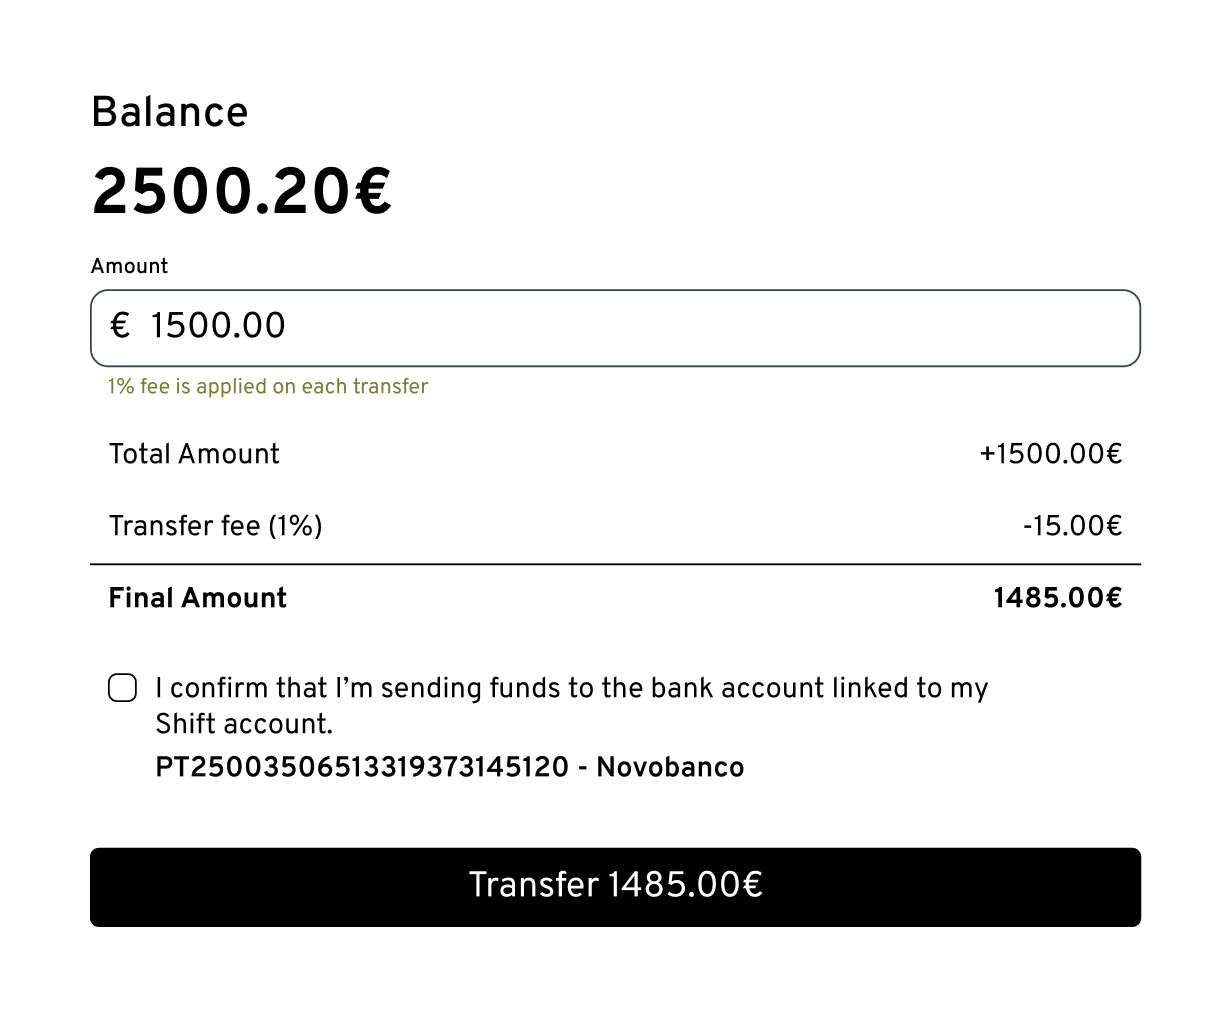 Balance
2500.20€
Amount
€ 1500.00
1% fee is applied on each transfer
Total Amount +1500.00€
Transfer fee (1%) -15.00€
Final Amount 1485.00€
I confirm that I’m sending funds to the bank account linked to my
Shift account.
PT25003506513319373145120 - Novobanco
Transfer 1485.00€